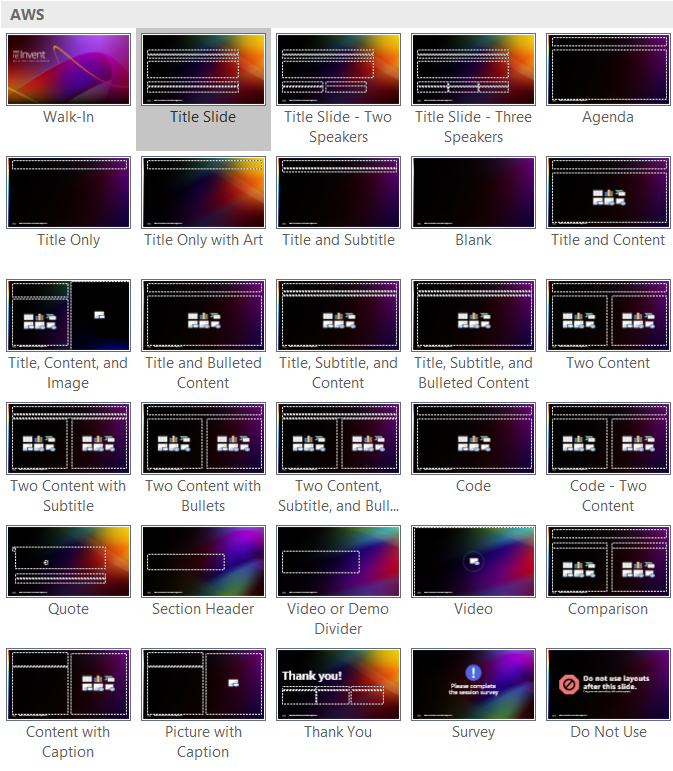 AWS
re:Invent
Walk-In
Title Slide
Title Slide - Two
Speakers
Title Slide - Three
Speakers
Agenda
Title Only
Title Only with Art
Title and Subtitle
Blank
Title and Content
Title, Content, and
Image
Title and Bulleted
Content
Title, Subtitle, and
Content
Title, Subtitle, and
Bulleted Content
Two Content
Two Content with
Subtitle
Two Content with
Bullets
Two Content,
Subtitle, and Bull...
Code
Code - Two
Content
Quote
Section Header
Video or Demo
Divider
Video
Comparison
Thank you!
Please complete
the session survey
Do not use layouts
after this slide.
Content with
Caption
Picture with
Caption
Thank You
Survey
Do Not Use